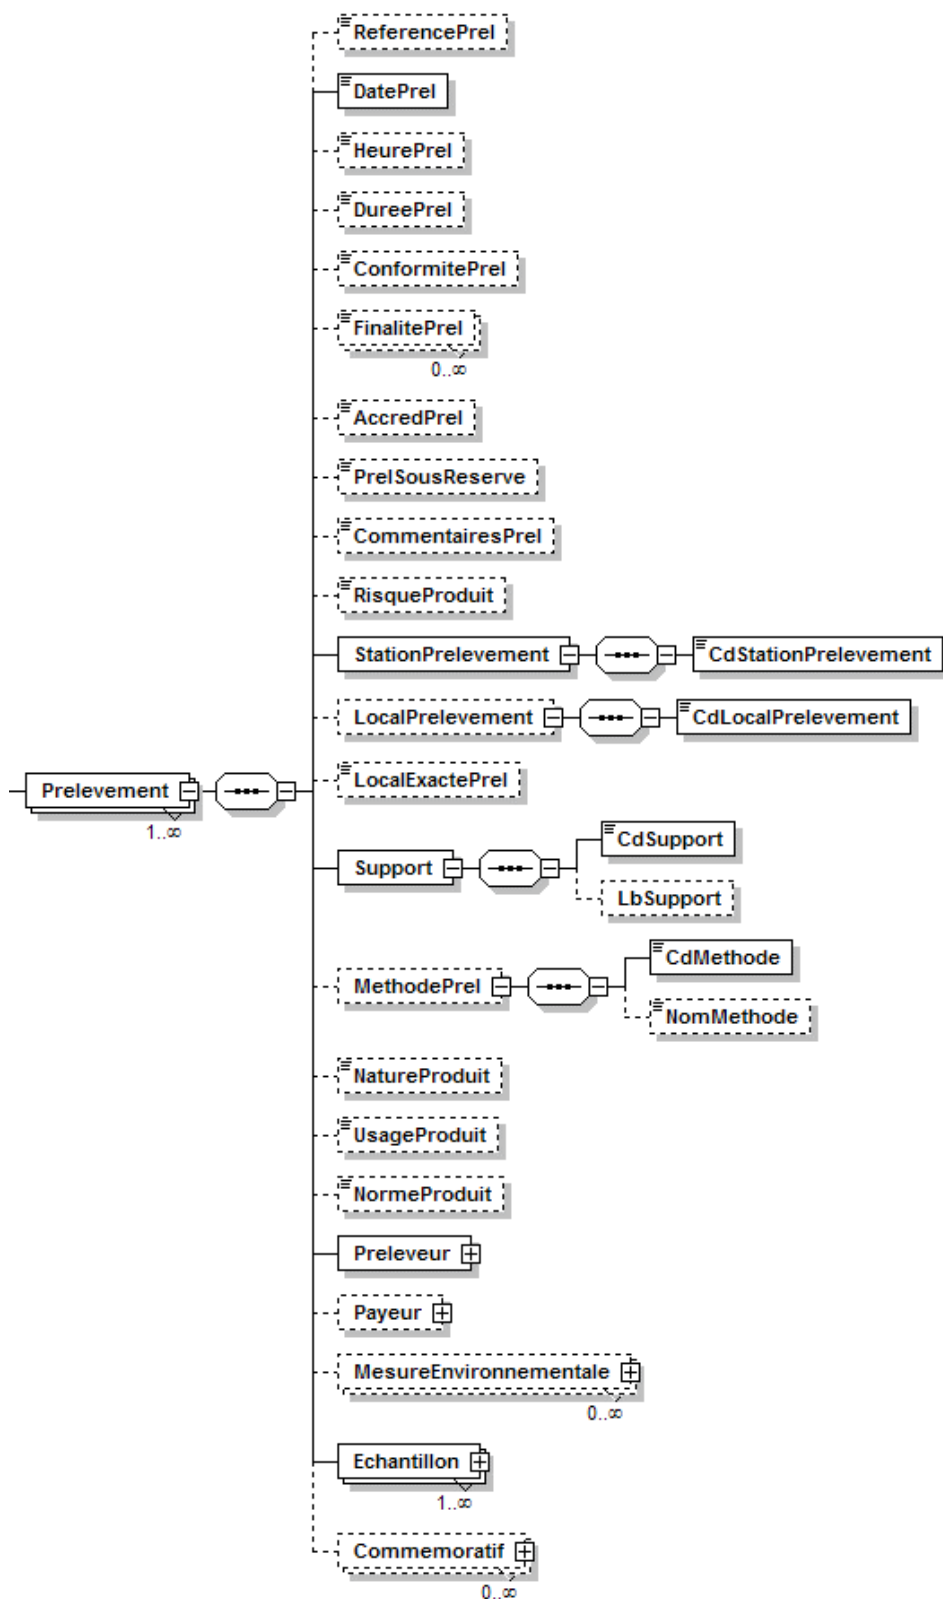 ReferencePrel
DatePrel
HeurePrel
DureePrel
ConformitePrel
FinalitePrel
0..∞
AccredPrel
PrelSousReserve
CommentairesPrel
RisqueProduit
StationPrelevement CdStationPrelevement
LocalPrelevement CdLocalPrelevement
LocalExactePrel
Prelevement
1..∞
CdSupport
Support
LbSupport
CdMethode
MethodePrel
NomMethode
NatureProduit
UsageProduit
NormeProduit
Preleveur
Payeur
MesureEnvironnementale
0..∞
Echantillon
1..∞
Commemoratif
0..∞